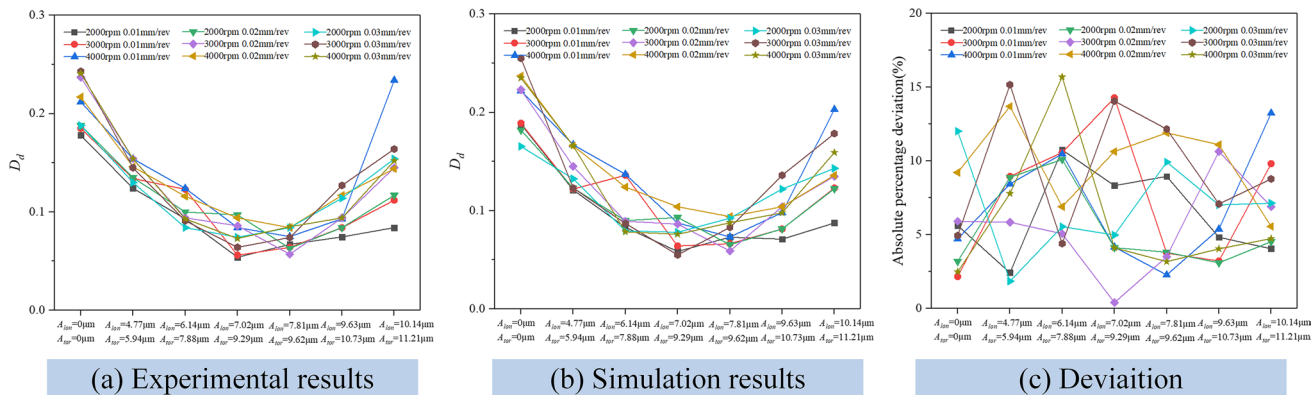 0.3
0.2
0.1
0.0
D_d
2000rpm 0.01mm/rev 2000rpm 0.02mm/rev 2000rpm 0.03mm/rev
3000rpm 0.01mm/rev 3000rpm 0.02mm/rev 3000rpm 0.03mm/rev
4000rpm 0.01mm/rev 4000rpm 0.02mm/rev 4000rpm 0.03mm/rev
A_lon=0μm A_lon=4.77μm A_lon=6.14μm A_lon=7.02μm A_lon=7.81μm A_lon=9.63μm A_lon=10.14μm
A_tor=0μm A_tor=5.94μm A_tor=7.88μm A_tor=9.29μm A_tor=9.62μm A_tor=10.73μm A_tor=11.21μm
(a) Experimental results
0.3
0.2
0.1
0.0
D_d
2000rpm 0.01mm/rev 2000rpm 0.02mm/rev 2000rpm 0.03mm/rev
3000rpm 0.01mm/rev 3000rpm 0.02mm/rev 3000rpm 0.03mm/rev
4000rpm 0.01mm/rev 4000rpm 0.02mm/rev 4000rpm 0.03mm/rev
A_lon=0μm A_lon=4.77μm A_lon=6.14μm A_lon=7.02μm A_lon=7.81μm A_lon=9.63μm A_lon=10.14μm
A_tor=0μm A_tor=5.94μm A_tor=7.88μm A_tor=9.29μm A_tor=9.62μm A_tor=10.73μm A_tor=11.21μm
(b) Simulation results
20
15
10
5
0
Absolute percentage deviation(%)
2000rpm 0.01mm/rev 2000rpm 0.02mm/rev 2000rpm 0.03mm/rev
3000rpm 0.01mm/rev 3000rpm 0.02mm/rev 3000rpm 0.03mm/rev
4000rpm 0.01mm/rev 4000rpm 0.02mm/rev 4000rpm 0.03mm/rev
A_lon=0μm A_lon=4.77μm A_lon=6.14μm A_lon=7.02μm A_lon=7.81μm A_lon=9.63μm A_lon=10.14μm
A_tor=0μm A_tor=5.94μm A_tor=7.88μm A_tor=9.29μm A_tor=9.62μm A_tor=10.73μm A_tor=11.21μm
(c) Deviaition